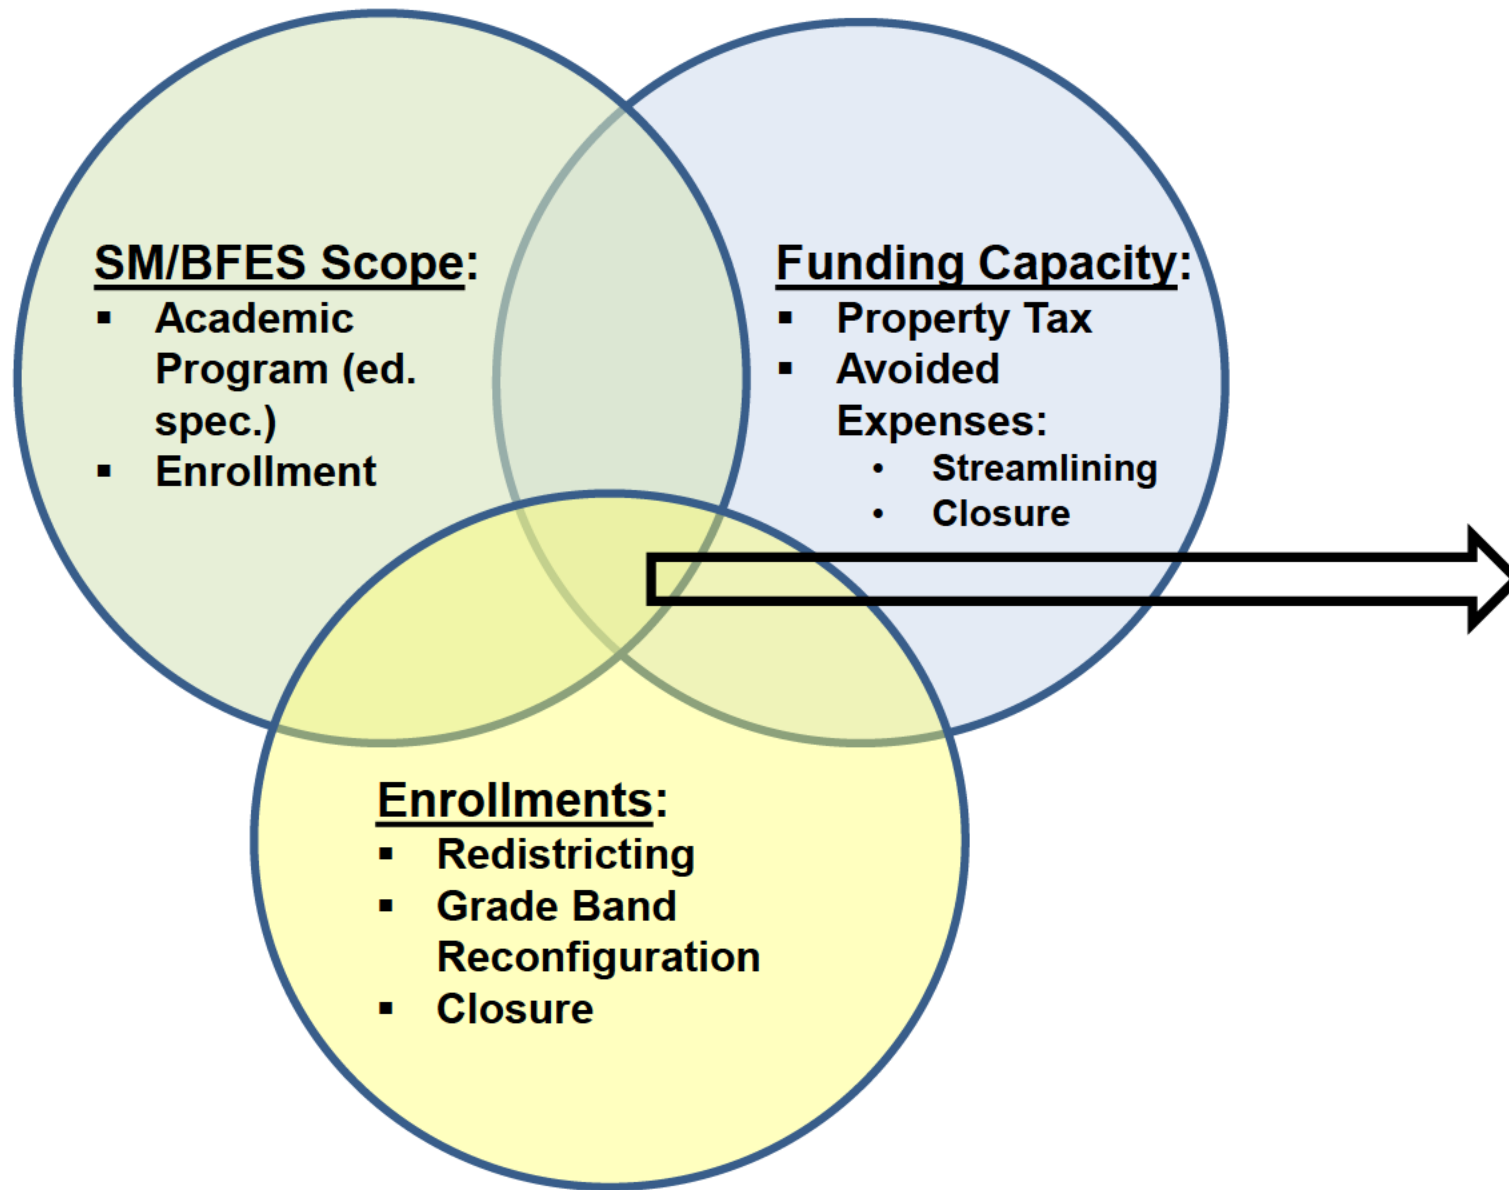 SM/BFES Scope:
▪ Academic
Program (ed.
spec.)
▪ Enrollment
Funding Capacity:
▪ Property Tax
▪ Avoided
Expenses:
• Streamlining
• Closure
Enrollments:
▪ Redistricting
▪ Grade Band
Reconfiguration
▪ Closure